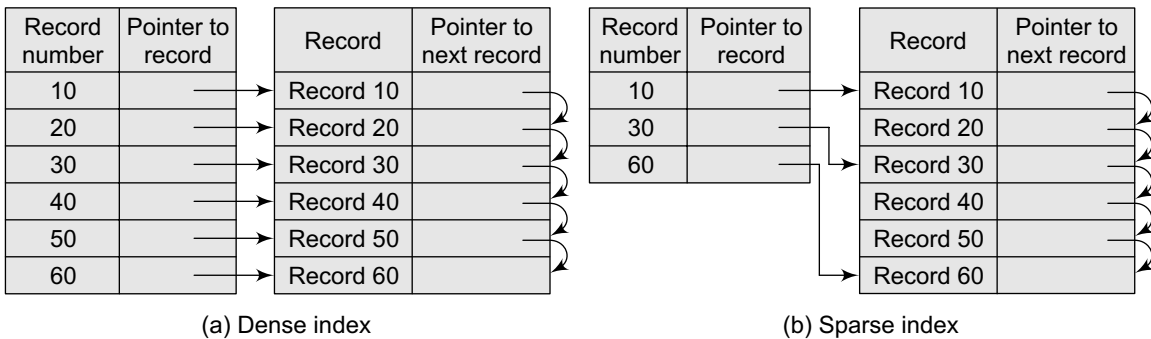 Record number Pointer to record Record Pointer to next record
10 Record 10
20 Record 20
30 Record 30
40 Record 40
50 Record 50
60 Record 60
(a) Dense index
Record number Pointer to record Record Pointer to next record
10 Record 10
30 Record 20
60 Record 30
Record 40
Record 50
Record 60
(b) Sparse index